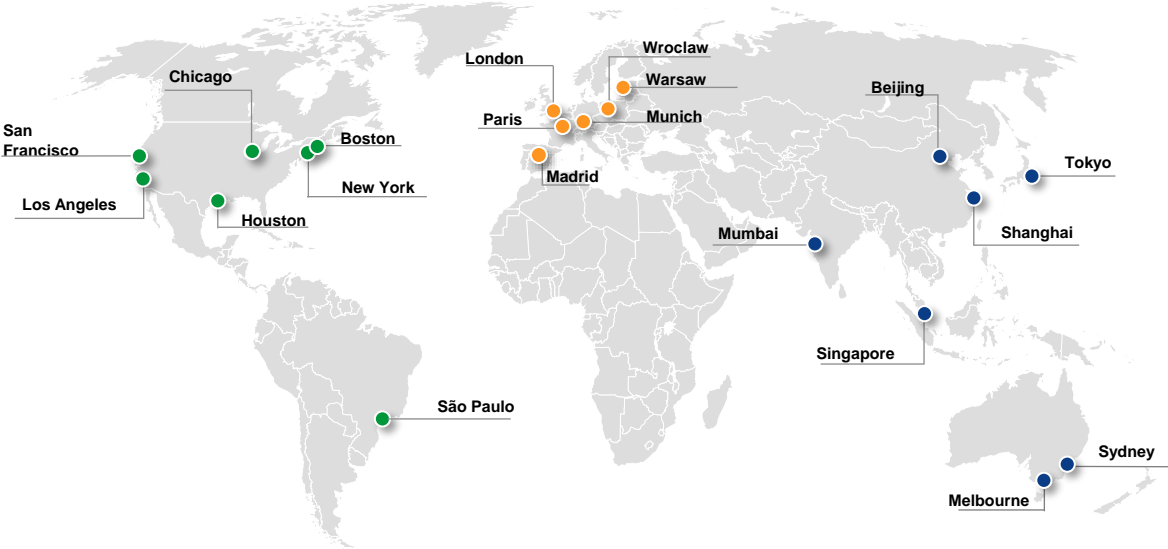 Wroclaw
London
Chicago
Warsaw
Beijing
Paris
Munich
San
Francisco
Boston
Tokyo
Madrid
New York
Los Angeles
Houston
Mumbai
Shanghai
Singapore
São Paulo
Sydney
Melbourne